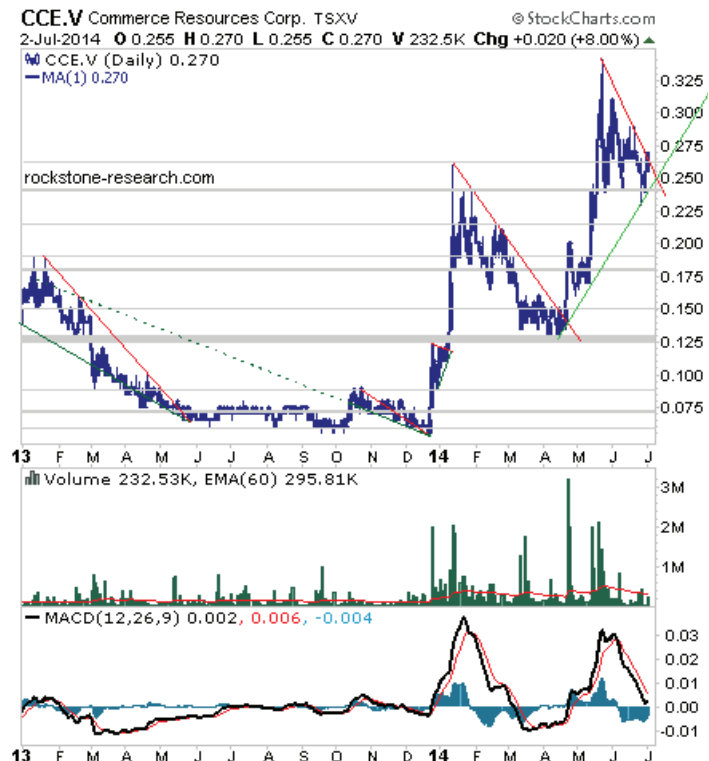 CCE.V Commerce Resources Corp. TSXV © StockCharts.com
2-Jul-2014 O 0.255 H 0.270 L 0.255 C 0.270 V 232.5K Chg +0.020 (+8.00%)
CCE.V (Daily) 0.270
MA(1) 0.270
0.325
0.300
0.275
rockstone-research.com
0.250
0.225
0.200
0.175
0.150
0.125
0.100
0.075
13 F M A M J J A S O N D 14 F M A M J J
Volume 232.53K, EMA(60) 295.81K
3M
2M
1M
MACD(12,26,9) 0.002, 0.006, -0.004
0.03
0.02
0.01
0.00
-0.01
13 F M A M J J A S O N D 14 F M A M J J